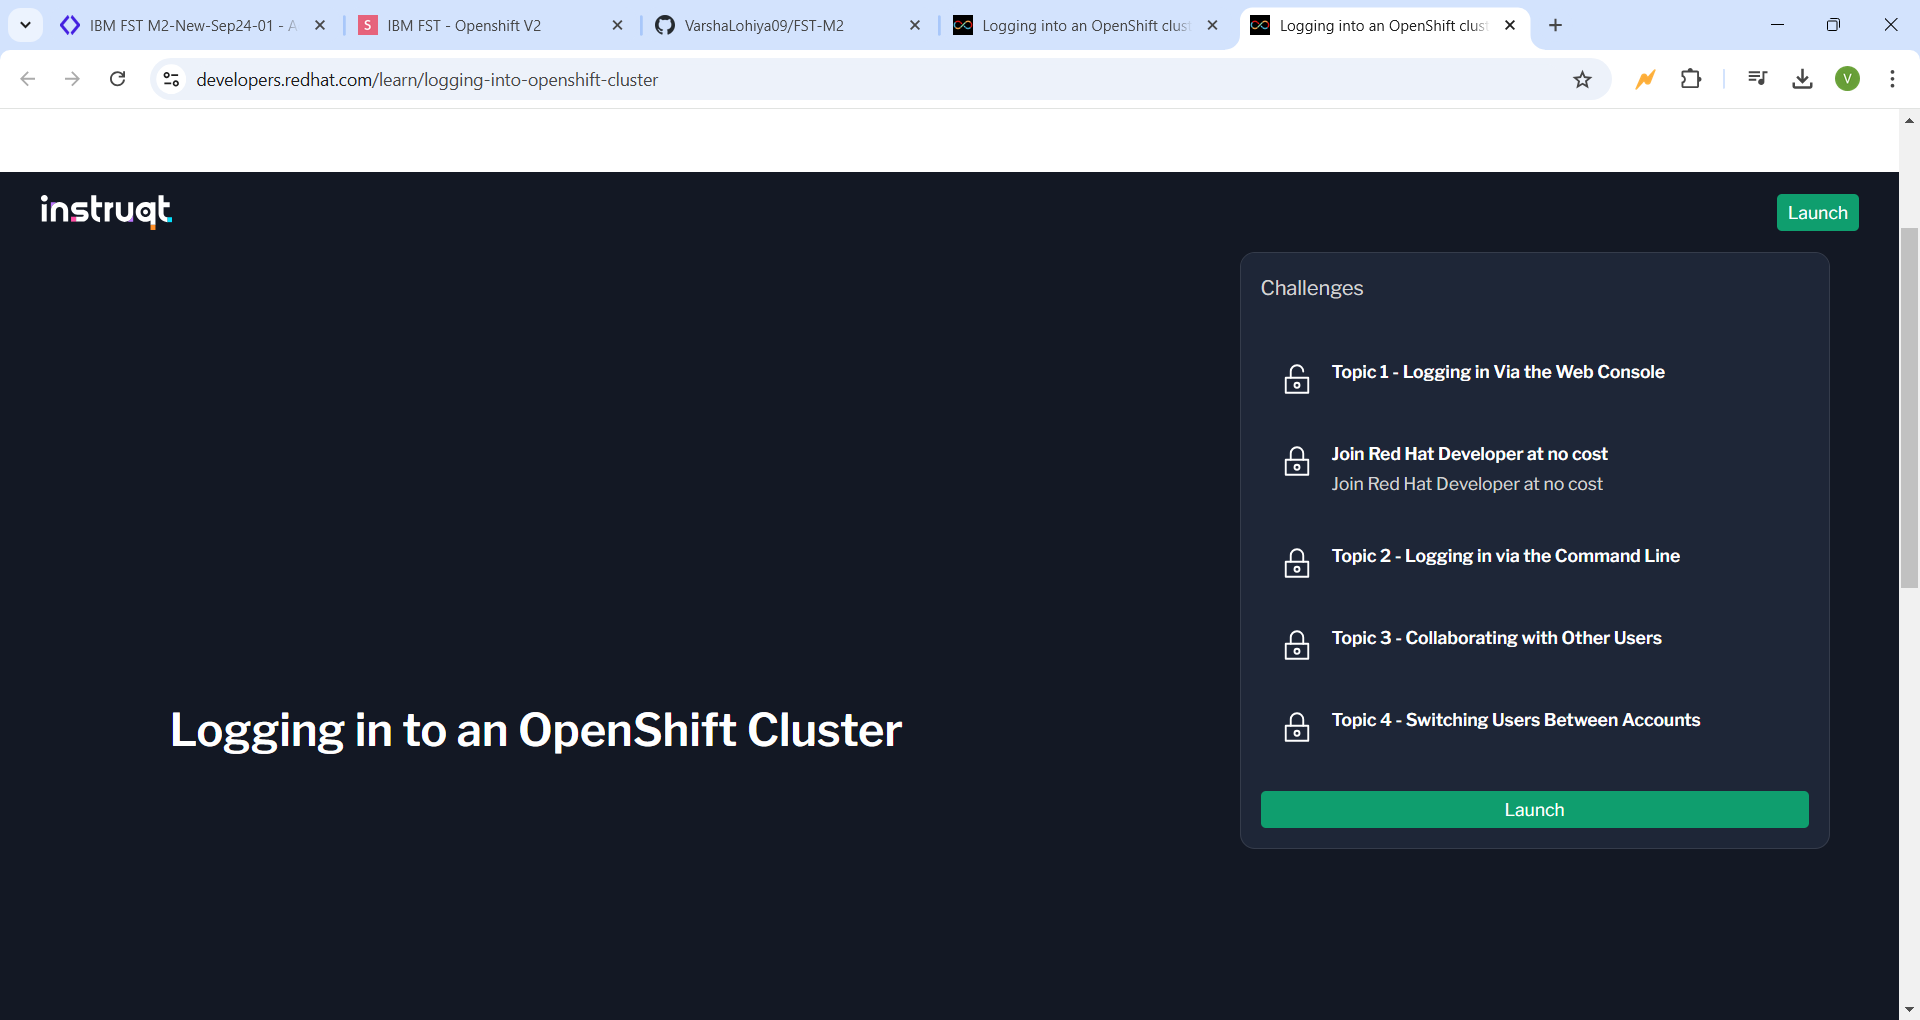 IBM FST M2-New-Sep24-01 - A
IBM FST - Openshift V2
VarshaLohiya09/FST-M2
Logging into an OpenShift clust
Logging into an OpenShift clust
developers.redhat.com/learn/logging-into-openshift-cluster
V
instruqt
Launch
Challenges
Topic 1 - Logging in Via the Web Console
Join Red Hat Developer at no cost
Join Red Hat Developer at no cost
Topic 2 - Logging in via the Command Line
Topic 3 - Collaborating with Other Users
Topic 4 - Switching Users Between Accounts
Launch
Logging in to an OpenShift Cluster